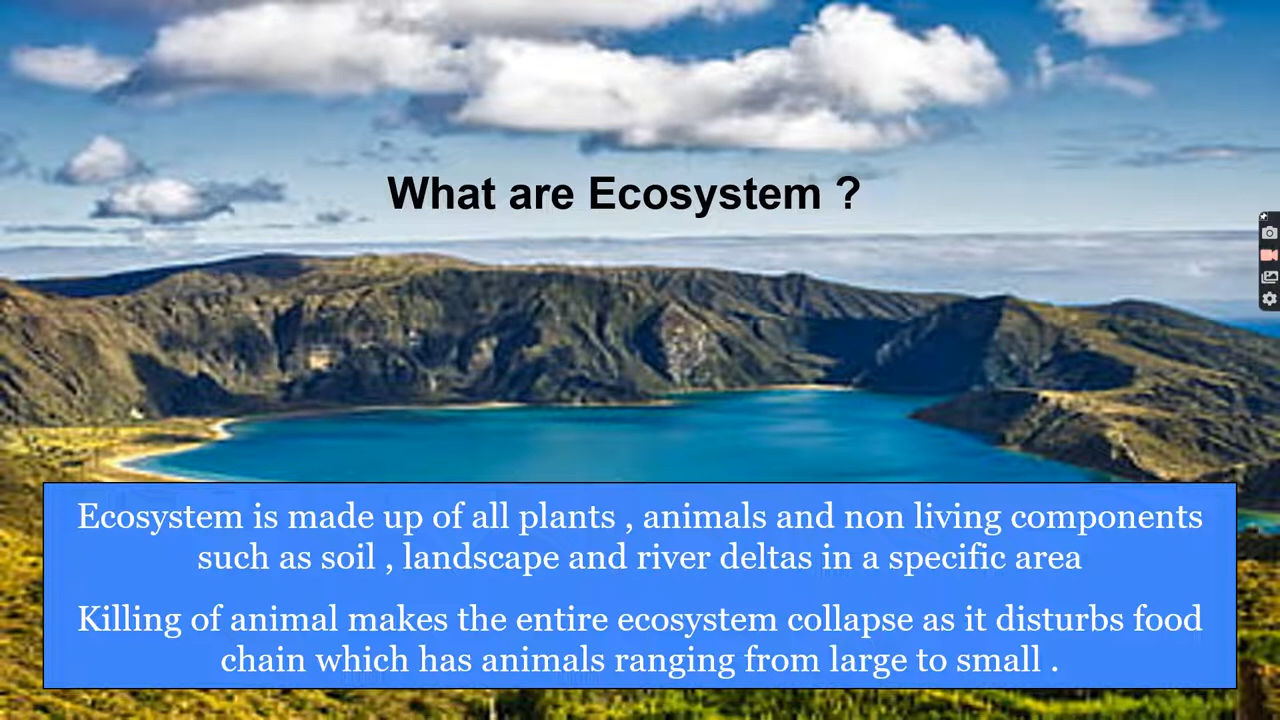 What are Ecosystem ?
Ecosystem is made up of all plants , animals and non living components
such as soil , landscape and river deltas in a specific area
Killing of animal makes the entire ecosystem collapse as it disturbs food
chain which has animals ranging from large to small .